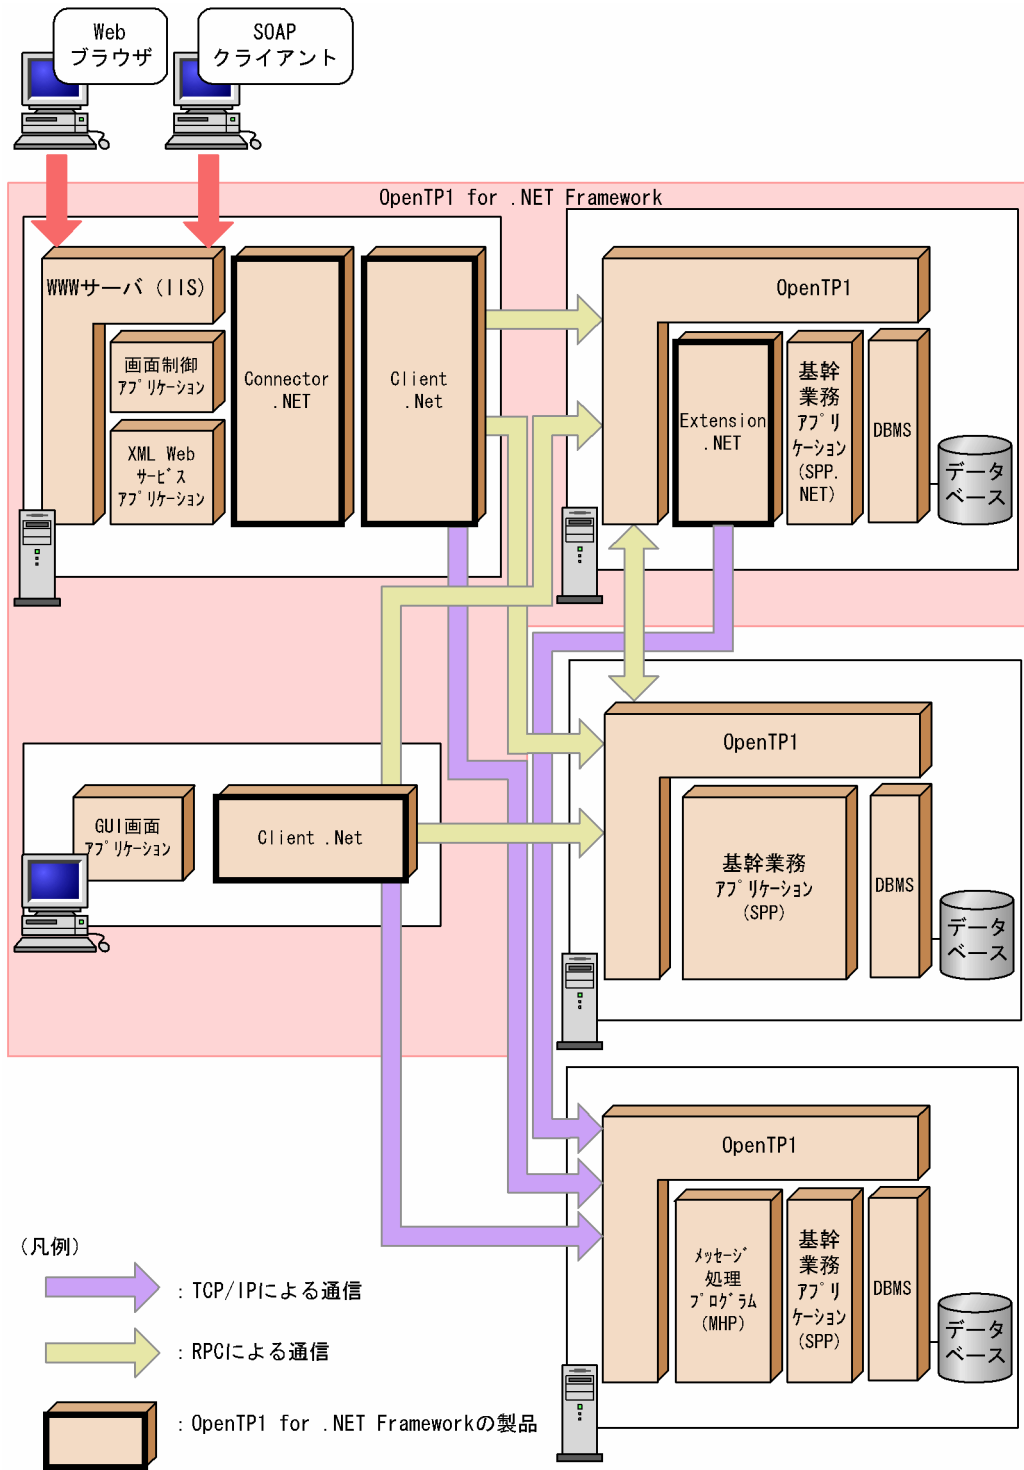 Web
ブラウザ
SOAP
クライアント
OpenTP1 for .NET Framework
WWWサーバ(IIS)
画面制御
アプリケーション
XML Web
サービス
アプリケーション
Connector
.NET
Client
.Net
OpenTP1
Extension
.NET
基幹
業務
アプリ
ケーション
(SPP.
NET)
DBMS
データ
ベース
GUI画面
アプリケーション
Client .Net
OpenTP1
基幹業務
アプリケーション
(SPP)
DBMS
データ
ベース
OpenTP1
メッセージ
処理
プログラム
(MHP)
基幹
業務
アプリ
ケーション
(SPP)
DBMS
データ
ベース
(凡例)
:TCP/IPによる通信
:RPCによる通信
:OpenTP1 for .NET Frameworkの製品